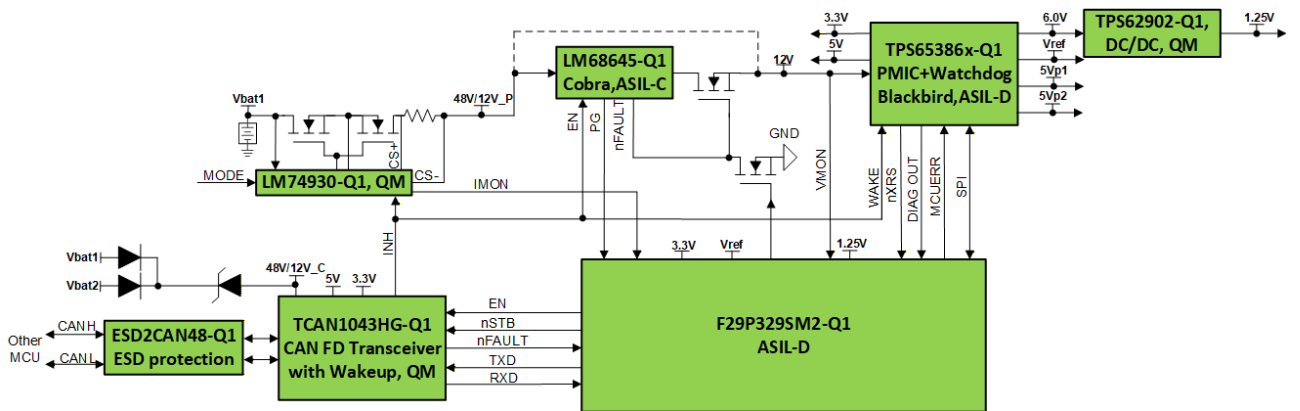 3.3V
5V
TPS65386x-Q1
PMIC+Watchdog
Blackbird,ASIL-D
6.0V
Vref
5Vp1
5Vp2
TPS62902-Q1,
DC/DC, QM
1.25V
LM68645-Q1
Cobra,ASIL-C
12V
48V/12V_P
Vbat1
EN
PG
nFAULT
GND
VMON
WAKE
nXRS
DIAG OUT
MCUERR
SPI
CS+
CS-
MODE
LM74930-Q1, QM
IMON
INH
Vbat1
Vbat2
48V/12V_C
5V
3.3V
3.3V
Vref
1.25V
Other
MCU
CANH
CANL
ESD2CAN48-Q1
ESD protection
TCAN1043HG-Q1
CAN FD Transceiver
with Wakeup, QM
EN
nSTB
nFAULT
TXD
RXD
F29P329SM2-Q1
ASIL-D